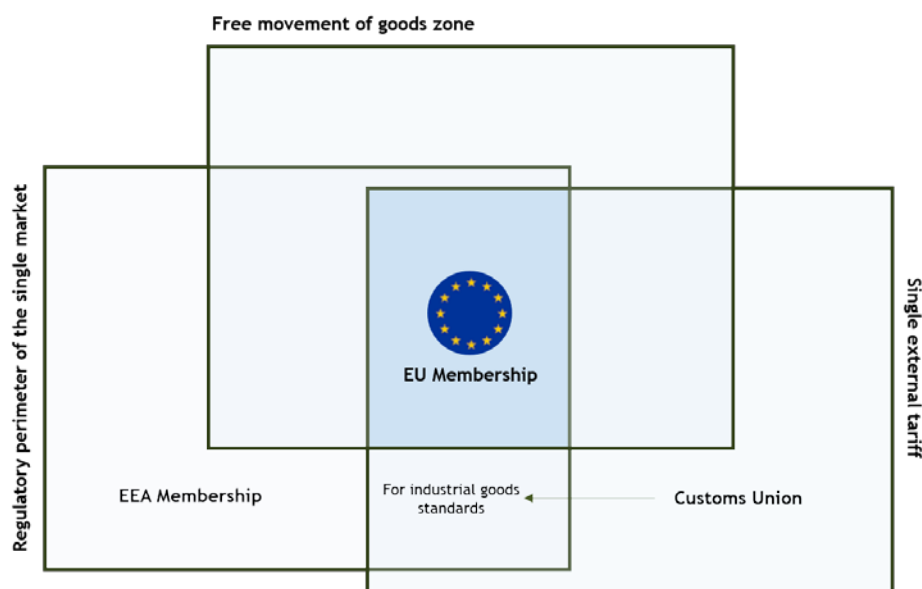 Free movement of goods zone
Regulatory perimeter of the single market
Single external tariff
EU Membership
EEA Membership
For industrial goods
standards
Customs Union